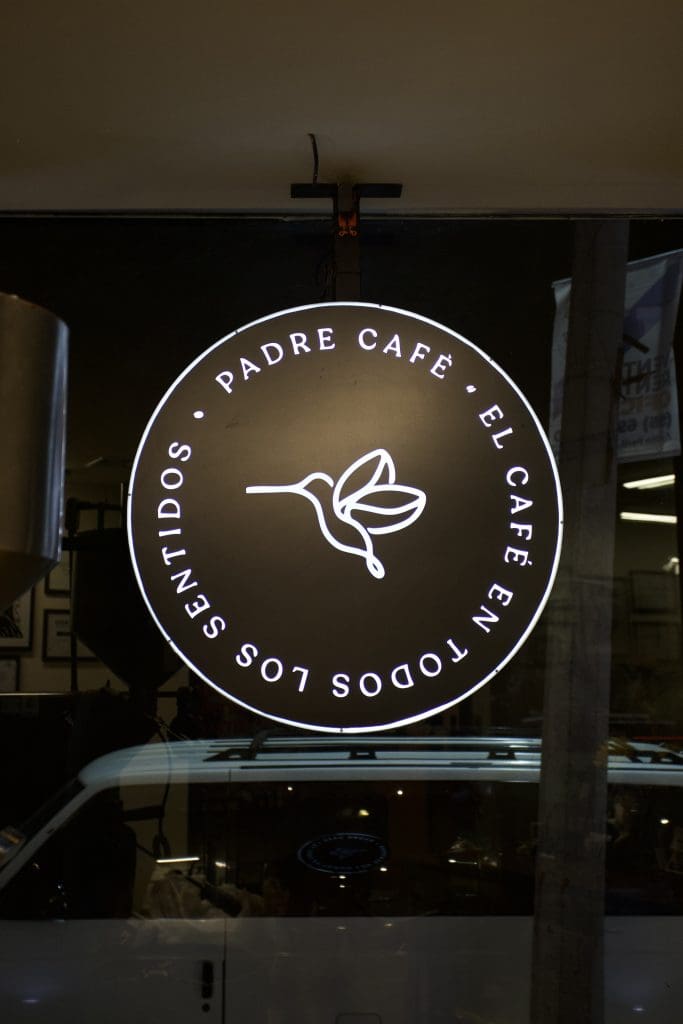 PADRE CAFÉ • EL CAFÉ EN TODOS LOS SENTIDOS •